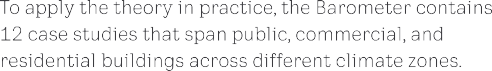 To apply the theory in practice, the Barometer contains
12 case studies that span public, commercial, and
residential buildings across different climate zones.